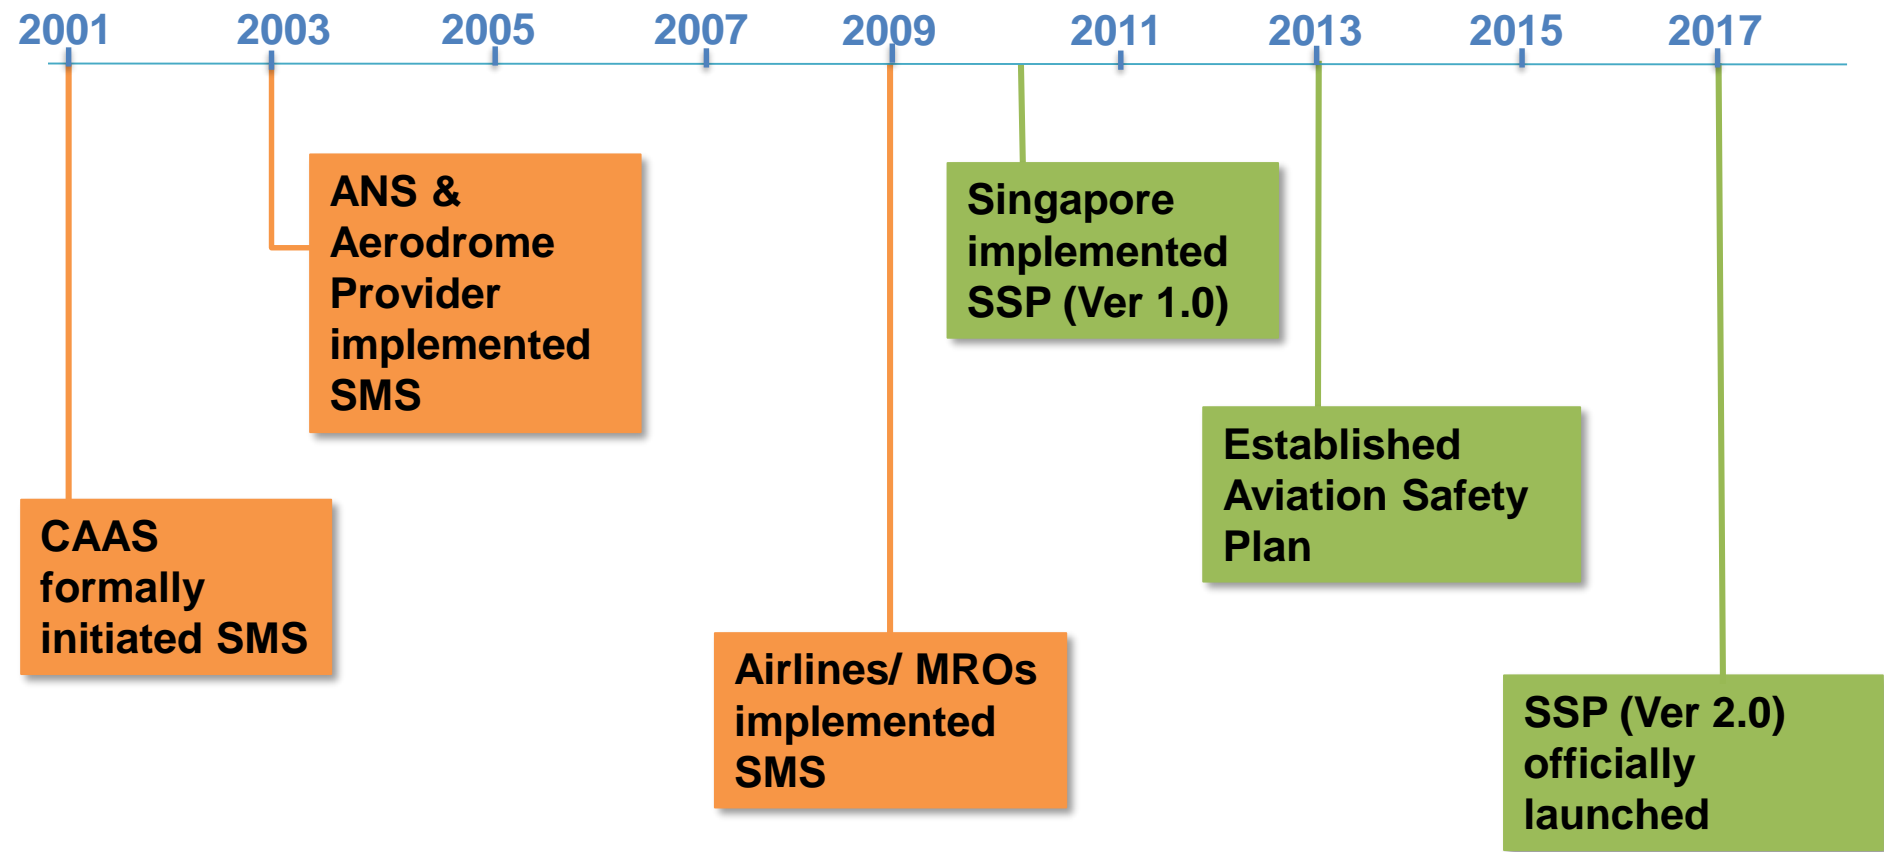 2001 2003 2005 2007 2009 2011 2013 2015 2017
ANS &
Aerodrome
Provider
implemented
SMS
Singapore
implemented
SSP (Ver 1.0)
Established
Aviation Safety
Plan
CAAS
formally
initiated SMS
Airlines/ MROs
implemented
SMS
SSP (Ver 2.0)
officially
launched